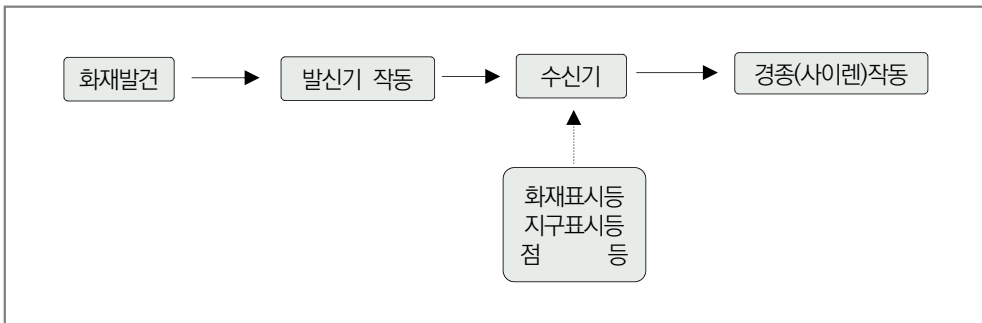 화재발견
발신기 작동
수신기
경종(사이렌)작동
화재표시등
지구표시등
점 등